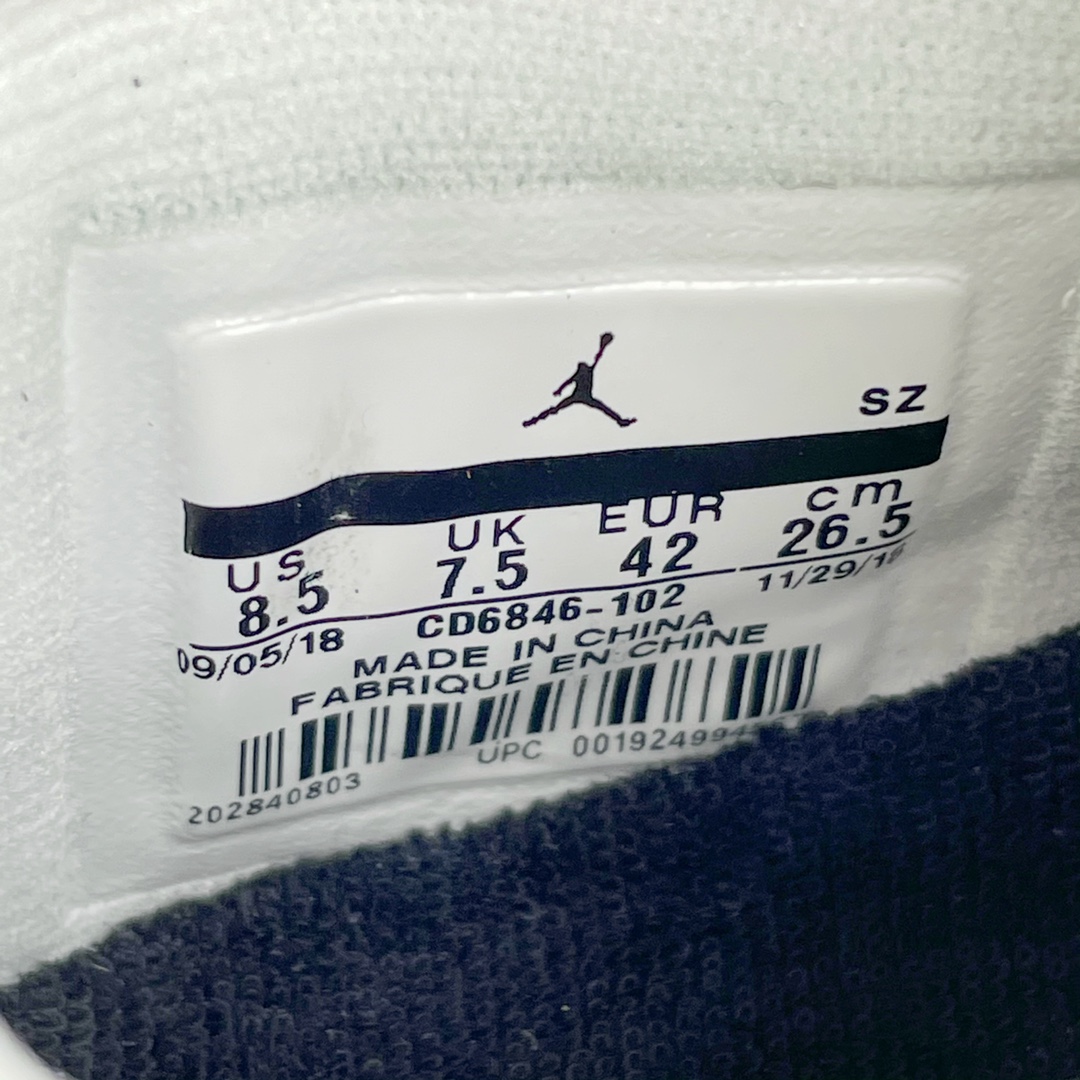 SZ
US UK EUR cm
8.5 7.5 42 26.5
09/05/18 CD6846-102
MADE IN CHINA
FABRIQUE EN CHINE
202840803 UPC